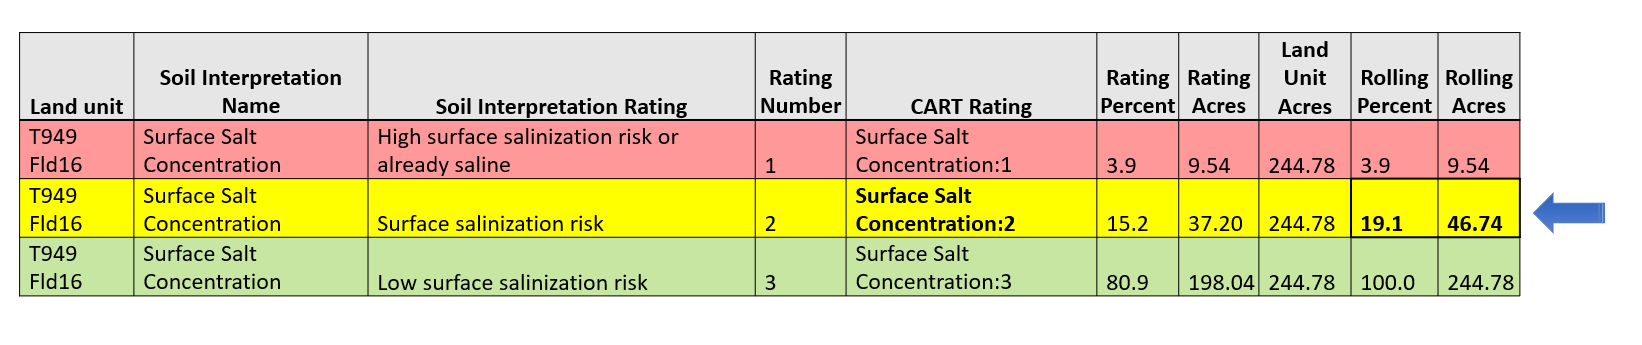 Land unit Soil Interpretation Name Soil Interpretation Rating Rating Number CART Rating Rating Percent Rating Acres Land Unit Acres Rolling Percent Rolling Acres
T949 Fld16 Surface Salt Concentration High surface salinization risk or already saline 1 Surface Salt Concentration:1 3.9 9.54 244.78 3.9 9.54
T949 Fld16 Surface Salt Concentration Surface salinization risk 2 Surface Salt Concentration:2 15.2 37.20 244.78 19.1 46.74
T949 Fld16 Surface Salt Concentration Low surface salinization risk 3 Surface Salt Concentration:3 80.9 198.04 244.78 100.0 244.78